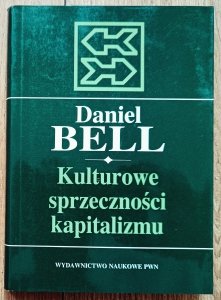 Daniel
BELL
Kulturowe
sprzeczności
kapitalizmu
WYDAWNICTWO NAUKOWE PWN